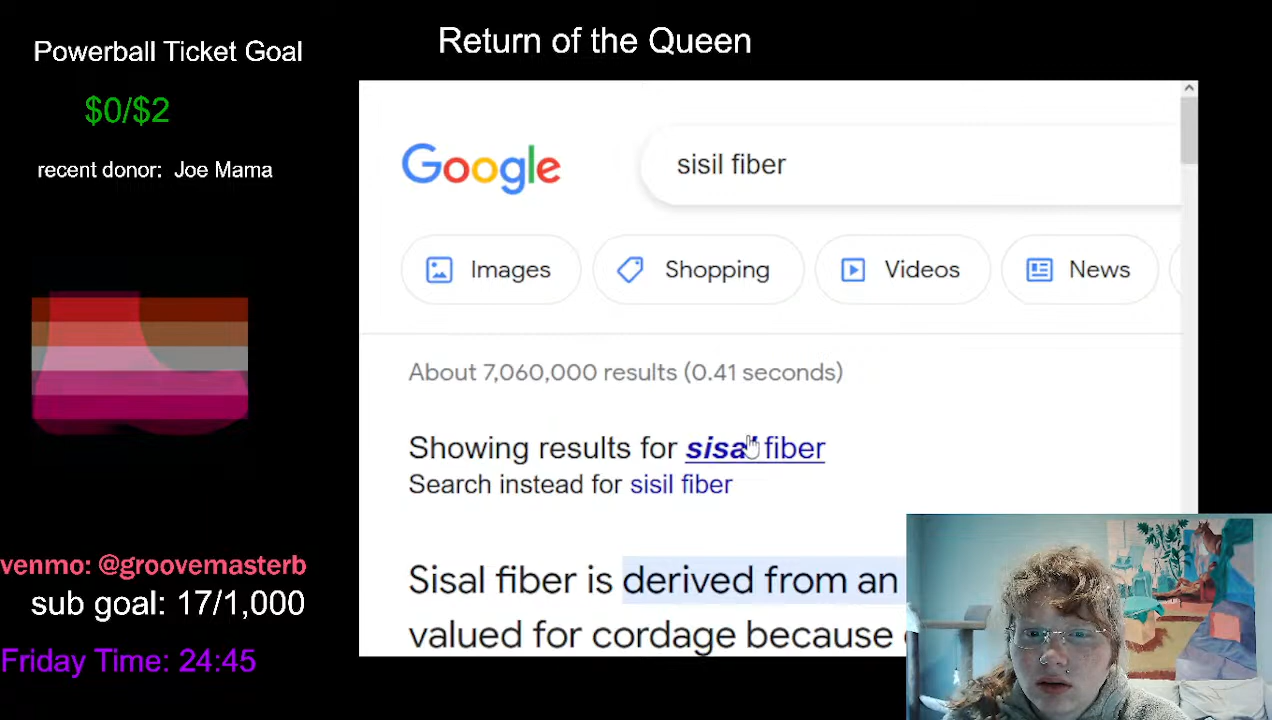 Powerball Ticket Goal
$0/$2
recent donor: Joe Mama
Return of the Queen
Google
sisil fiber
Images
Shopping
Videos
News
About 7,060,000 results (0.41 seconds)
Showing results for sisal fiber
Search instead for sisil fiber
Sisal fiber is derived from an
valued for cordage because
venmo: @groovemasterb
sub goal: 17/1,000
Friday Time: 24:45